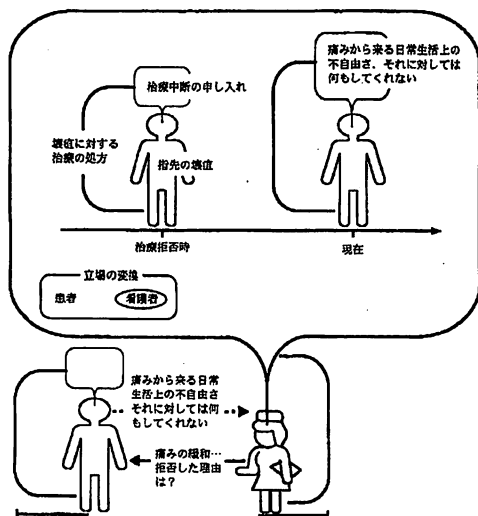 痛みから来る日常生活上の
不自由さ、それに対しては
何もしてくれない
治療中断の申し入れ
壊症に対する
治療の処方
指先の壊症
治療拒否時
現在
立場の変換
患者
看護者
痛みから来る日常
生活上の不自由さ
それに対しては何
もしてくれない
痛みの緩和…
拒否した理由
は？